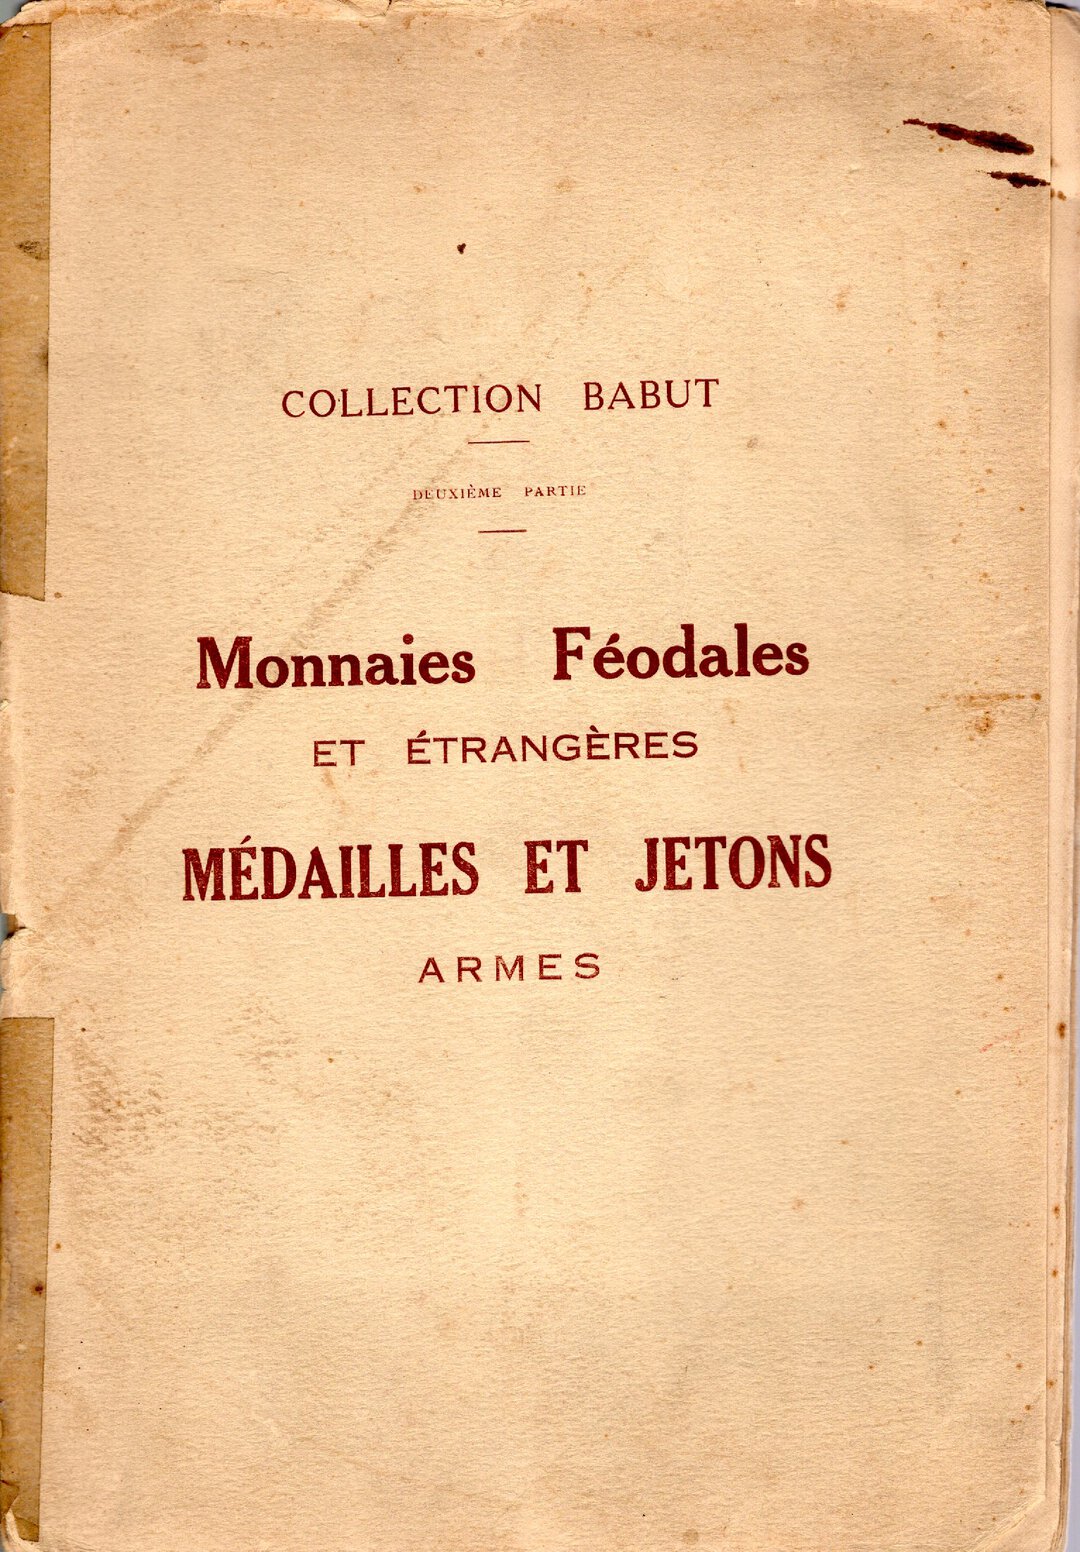 COLLECTION BABUT
DEUXIÈME PARTIE
Monnaies Féodales
ET ÉTRANGÈRES
MÉDAILLES ET JETONS
ARMES